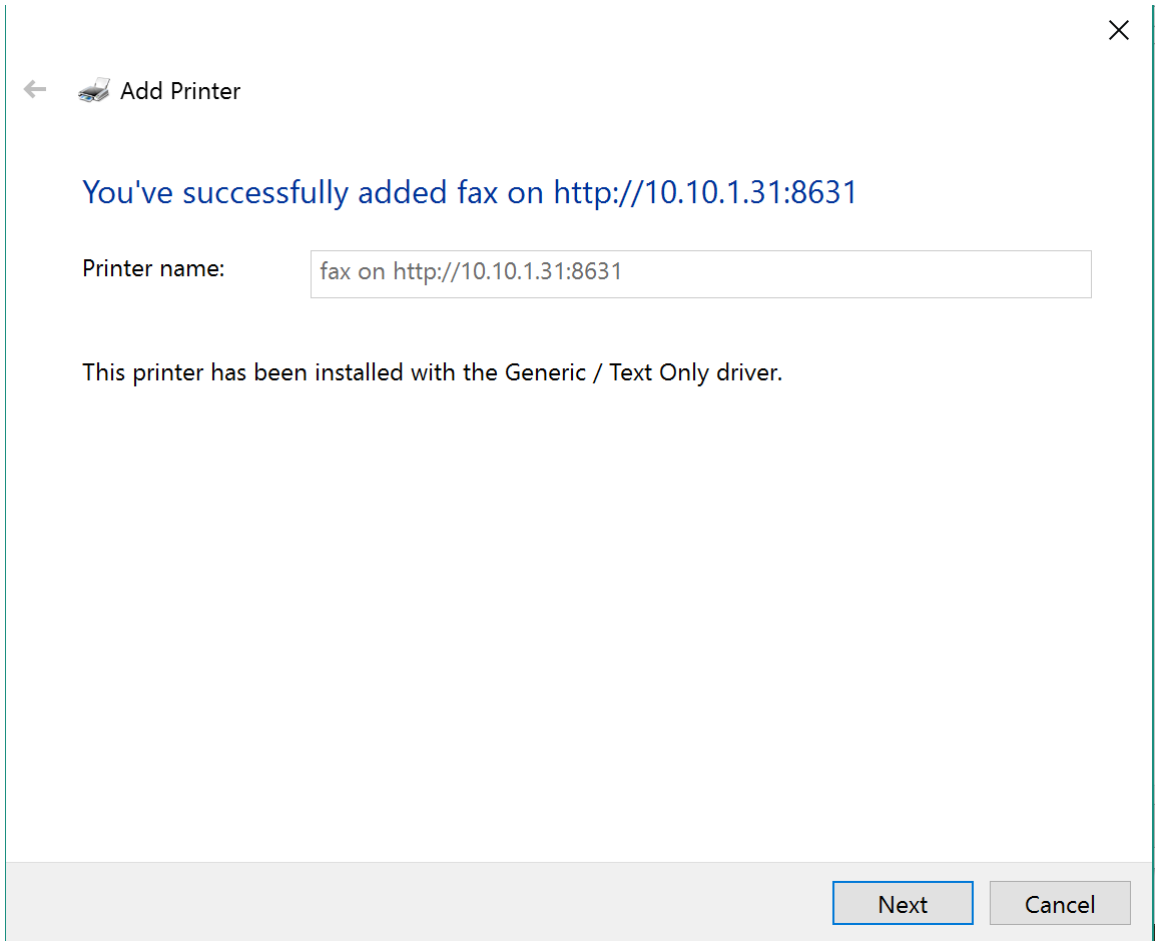 Add Printer
You've successfully added fax on http://10.10.1.31:8631
Printer name:
fax on http://10.10.1.31:8631
This printer has been installed with the Generic / Text Only driver.
Next
Cancel